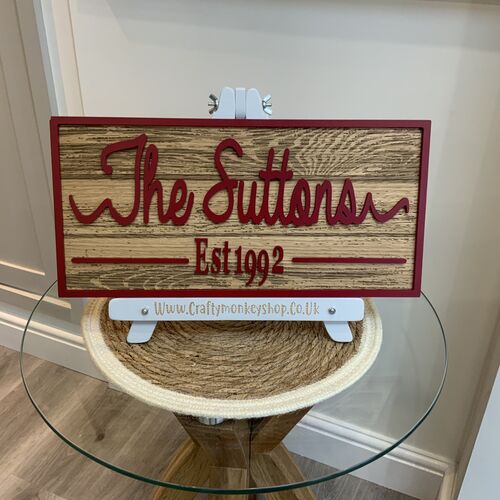 The Suttons
Est 1992
Www.Craftymonkeyshop.Co.Uk